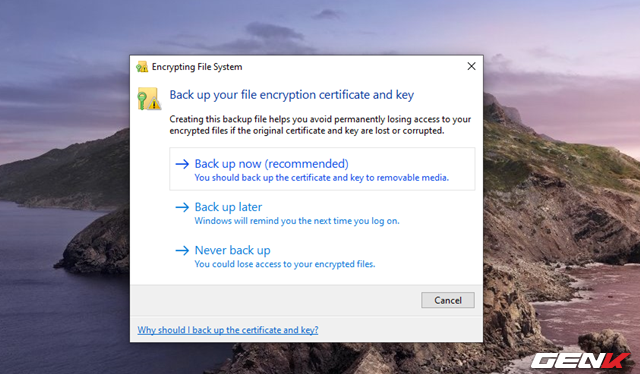 Encrypting File System
Back up your file encryption certificate and key
Creating this backup file helps you avoid permanently losing access to your
encrypted files if the original certificate and key are lost or corrupted.
Back up now (recommended)
You should back up the certificate and key to removable media.
Back up later
Windows will remind you the next time you log on.
Never back up
You could lose access to your encrypted files.
Cancel
Why should I back up the certificate and key?
GENK